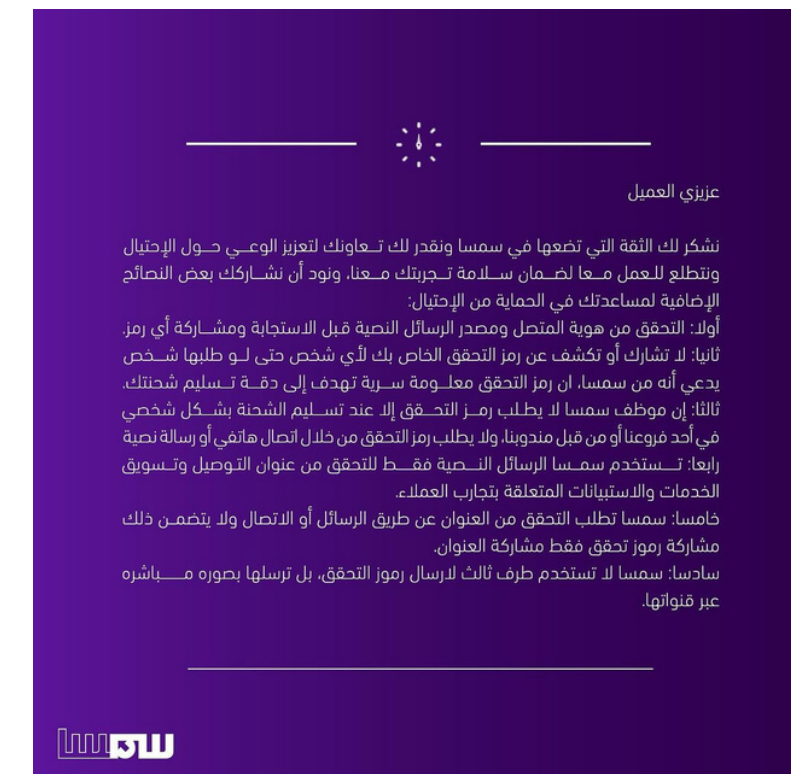 عزيزي العميل
نشكر لك الثقة التي تضعها في سمسا ونقدر لك تعاونك لتعزيز الوعي حول الإحتيال
ونتطلع للعمل معا لضمان سلامة تجربتك معنا، ونود أن نشاركك بعض النصائح
الإضافية لمساعدتك في الحماية من الإحتيال:
أولا: التحقق من هوية المتصل ومصدر الرسائل النصية قبل الاستجابة ومشاركة أي رمز.
ثانيا: لا تشارك أو تكشف عن رمز التحقق الخاص بك لأي شخص حتى لو طلبها شخص
يدعي أنه من سمسا، ان رمز التحقق معلومة سرية تهدف إلى دقة تسليم شحنتك.
ثالثا: إن موظف سمسا لا يطلب رمز التحقق إلا عند تسليم الشحنة بشكل شخصي
في أحد فروعنا أو من قبل مندوبنا، ولا يطلب رمز التحقق من خلال اتصال هاتفي أو رسالة نصية
رابعا: تستخدم سمسا الرسائل النصية فقط للتحقق من عنوان التوصيل وتسويق
الخدمات والاستبيانات المتعلقة بتجارب العملاء.
خامسا: سمسا تطلب التحقق من العنوان عن طريق الرسائل أو الاتصال ولا يتضمن ذلك
مشاركة رموز تحقق فقط مشاركة العنوان.
سادسا: سمسا لا تستخدم طرف ثالث لارسال رموز التحقق، بل ترسلها بصوره مباشره
عبر قنواتها.
سمسا